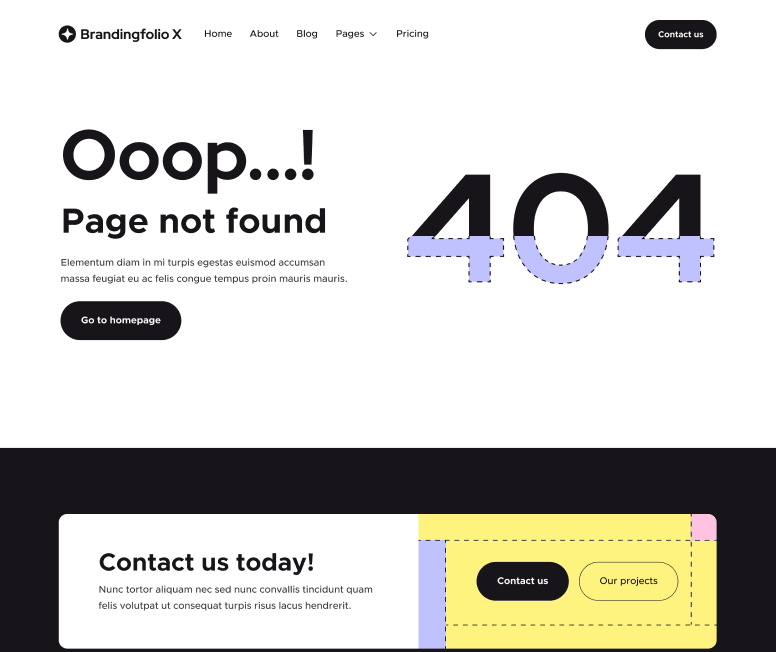 Brandingfolio X
Home
About
Blog
Pages
Pricing
Contact us
Ooop...!
Page not found
Elementum diam in mi turpis egestas euismod accumsan
massa feugiat eu ac felis congue tempus proin mauris mauris.
Go to homepage
404
Contact us today!
Nunc tortor aliquam nec sed nunc convallis tincidunt quam
felis volutpat ut consequat turpis risus lacus hendrerit.
Contact us
Our projects